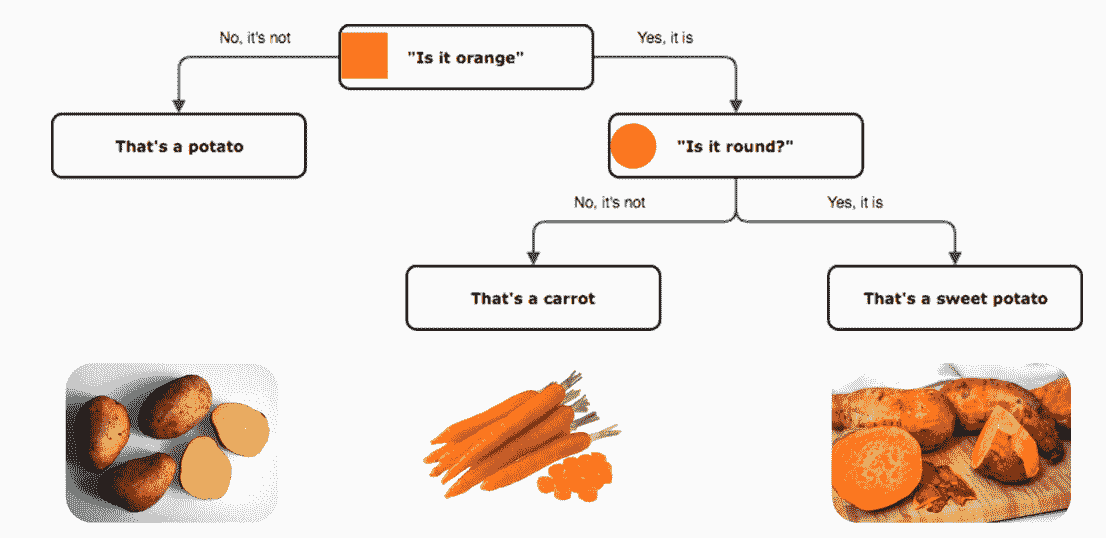 No, it's not
"Is it orange"
Yes, it is
That's a potato
"Is it round?"
No, it's not
Yes, it is
That's a carrot
That's a sweet potato